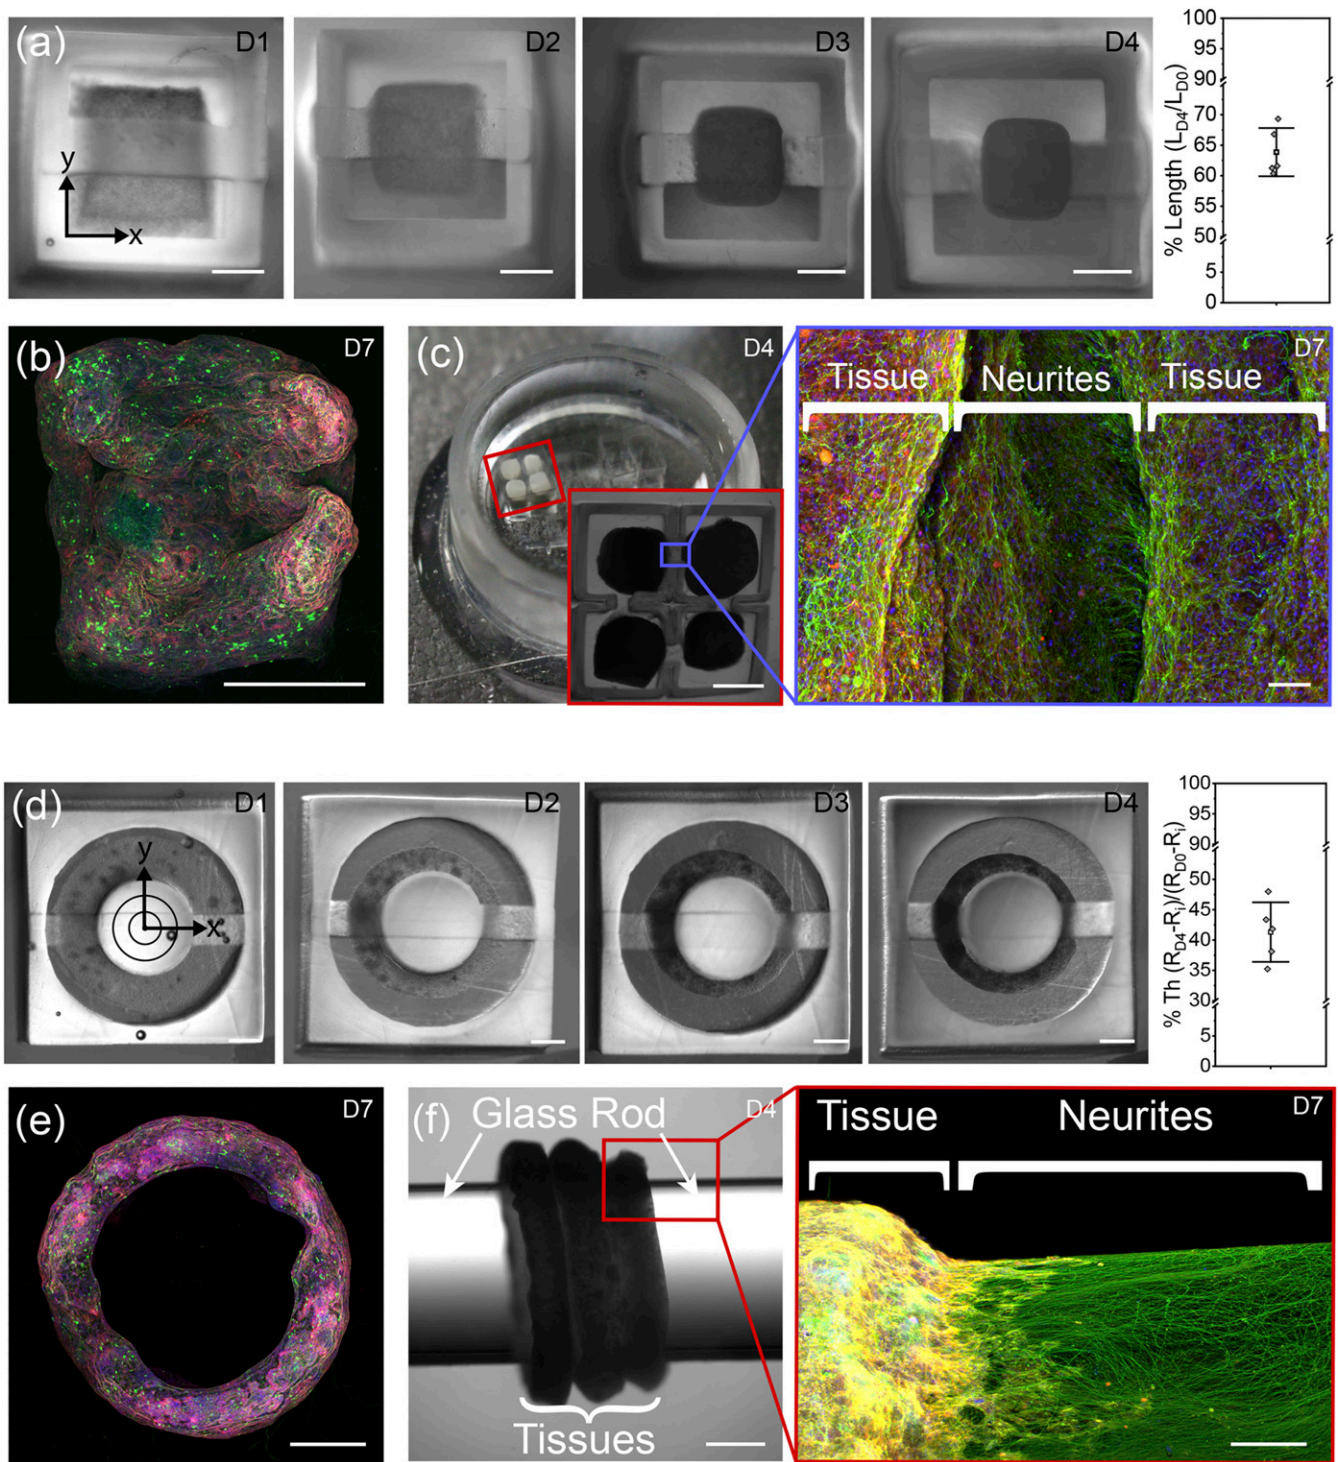 (a)
D1
D2
D3
D4
y
x
% Length (L_D4/L_D0)
100
95
90
70
65
60
55
50
5
0
(b)
D7
(c)
D4
D7
Tissue
Neurites
Tissue
(d)
D1
D2
D3
D4
y
x
% Th (R_D4-R_i)/(R_D0-R_i)
100
95
90
50
45
40
35
30
5
0
(e)
D7
(f)
D4
Glass Rod
Tissues
D7
Tissue
Neurites